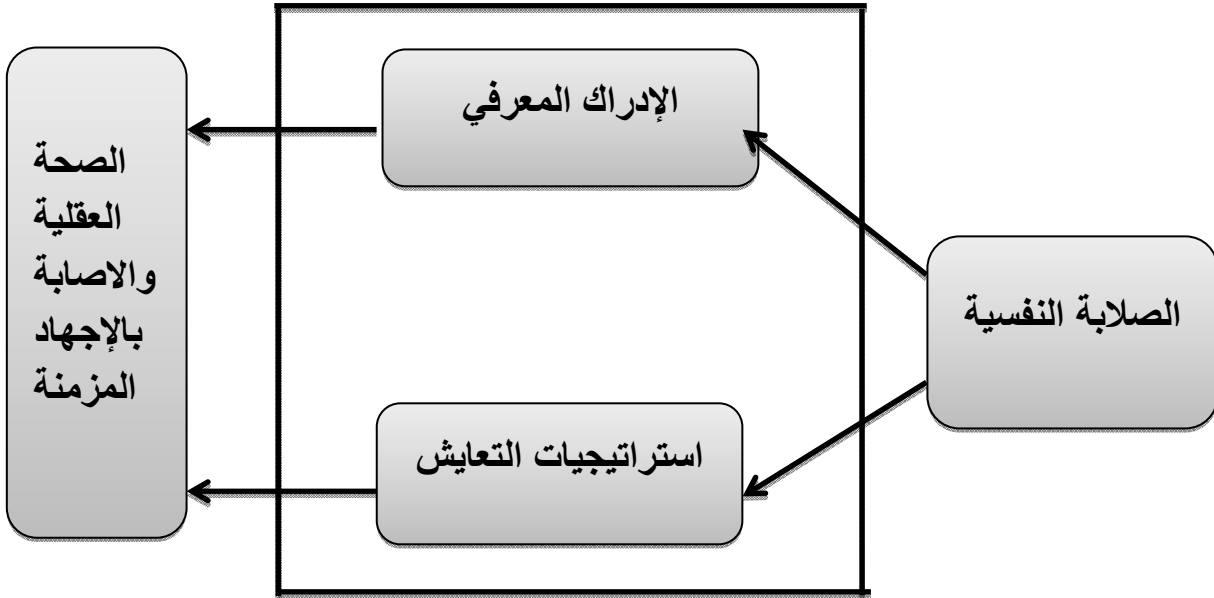 الصلابة النفسية
الإدراك المعرفي
استراتيجيات التعايش
الصحة
العقلية
والاصابة
بالإجهاد
المزمنة